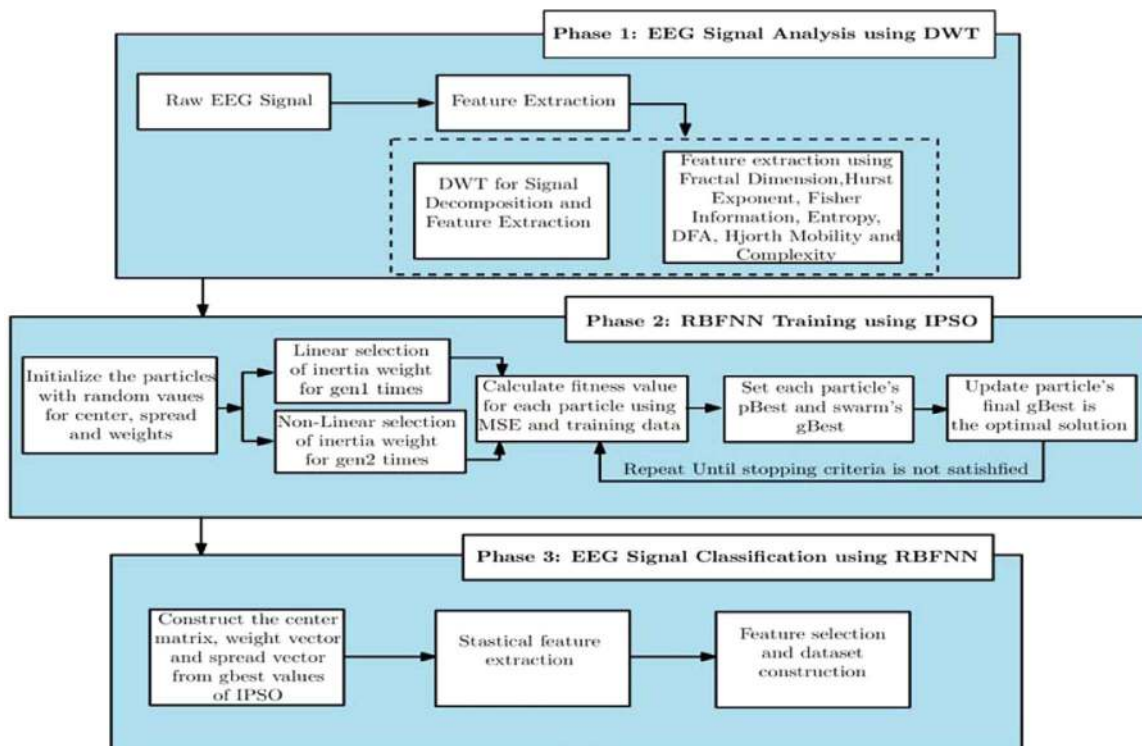 Phase 1: EEG Signal Analysis using DWT
Raw EEG Signal
Feature Extraction
DWT for Signal
Decomposition and
Feature Extraction
Feature extraction using
Fractal Dimension,Hurst
Exponent, Fisher
Information, Entropy,
DFA, Hjorth Mobility and
Complexity
Phase 2: RBFNN Training using IPSO
Initialize the particles
with random vaues
for center, spread
and weights
Linear selection
of inertia weight
for gen1 times
Non-Linear selection
of inertia weight
for gen2 times
Calculate fitness value
for each particle using
MSE and training data
Set each particle's
pBest and swarm's
gBest
Update particle's
final gBest is
the optimal solution
Repeat Until stopping criteria is not satishfied
Phase 3: EEG Signal Classification using RBFNN
Construct the center
matrix, weight vector
and spread vector
from gbest values
of IPSO
Stastical feature
extraction
Feature selection
and dataset
construction